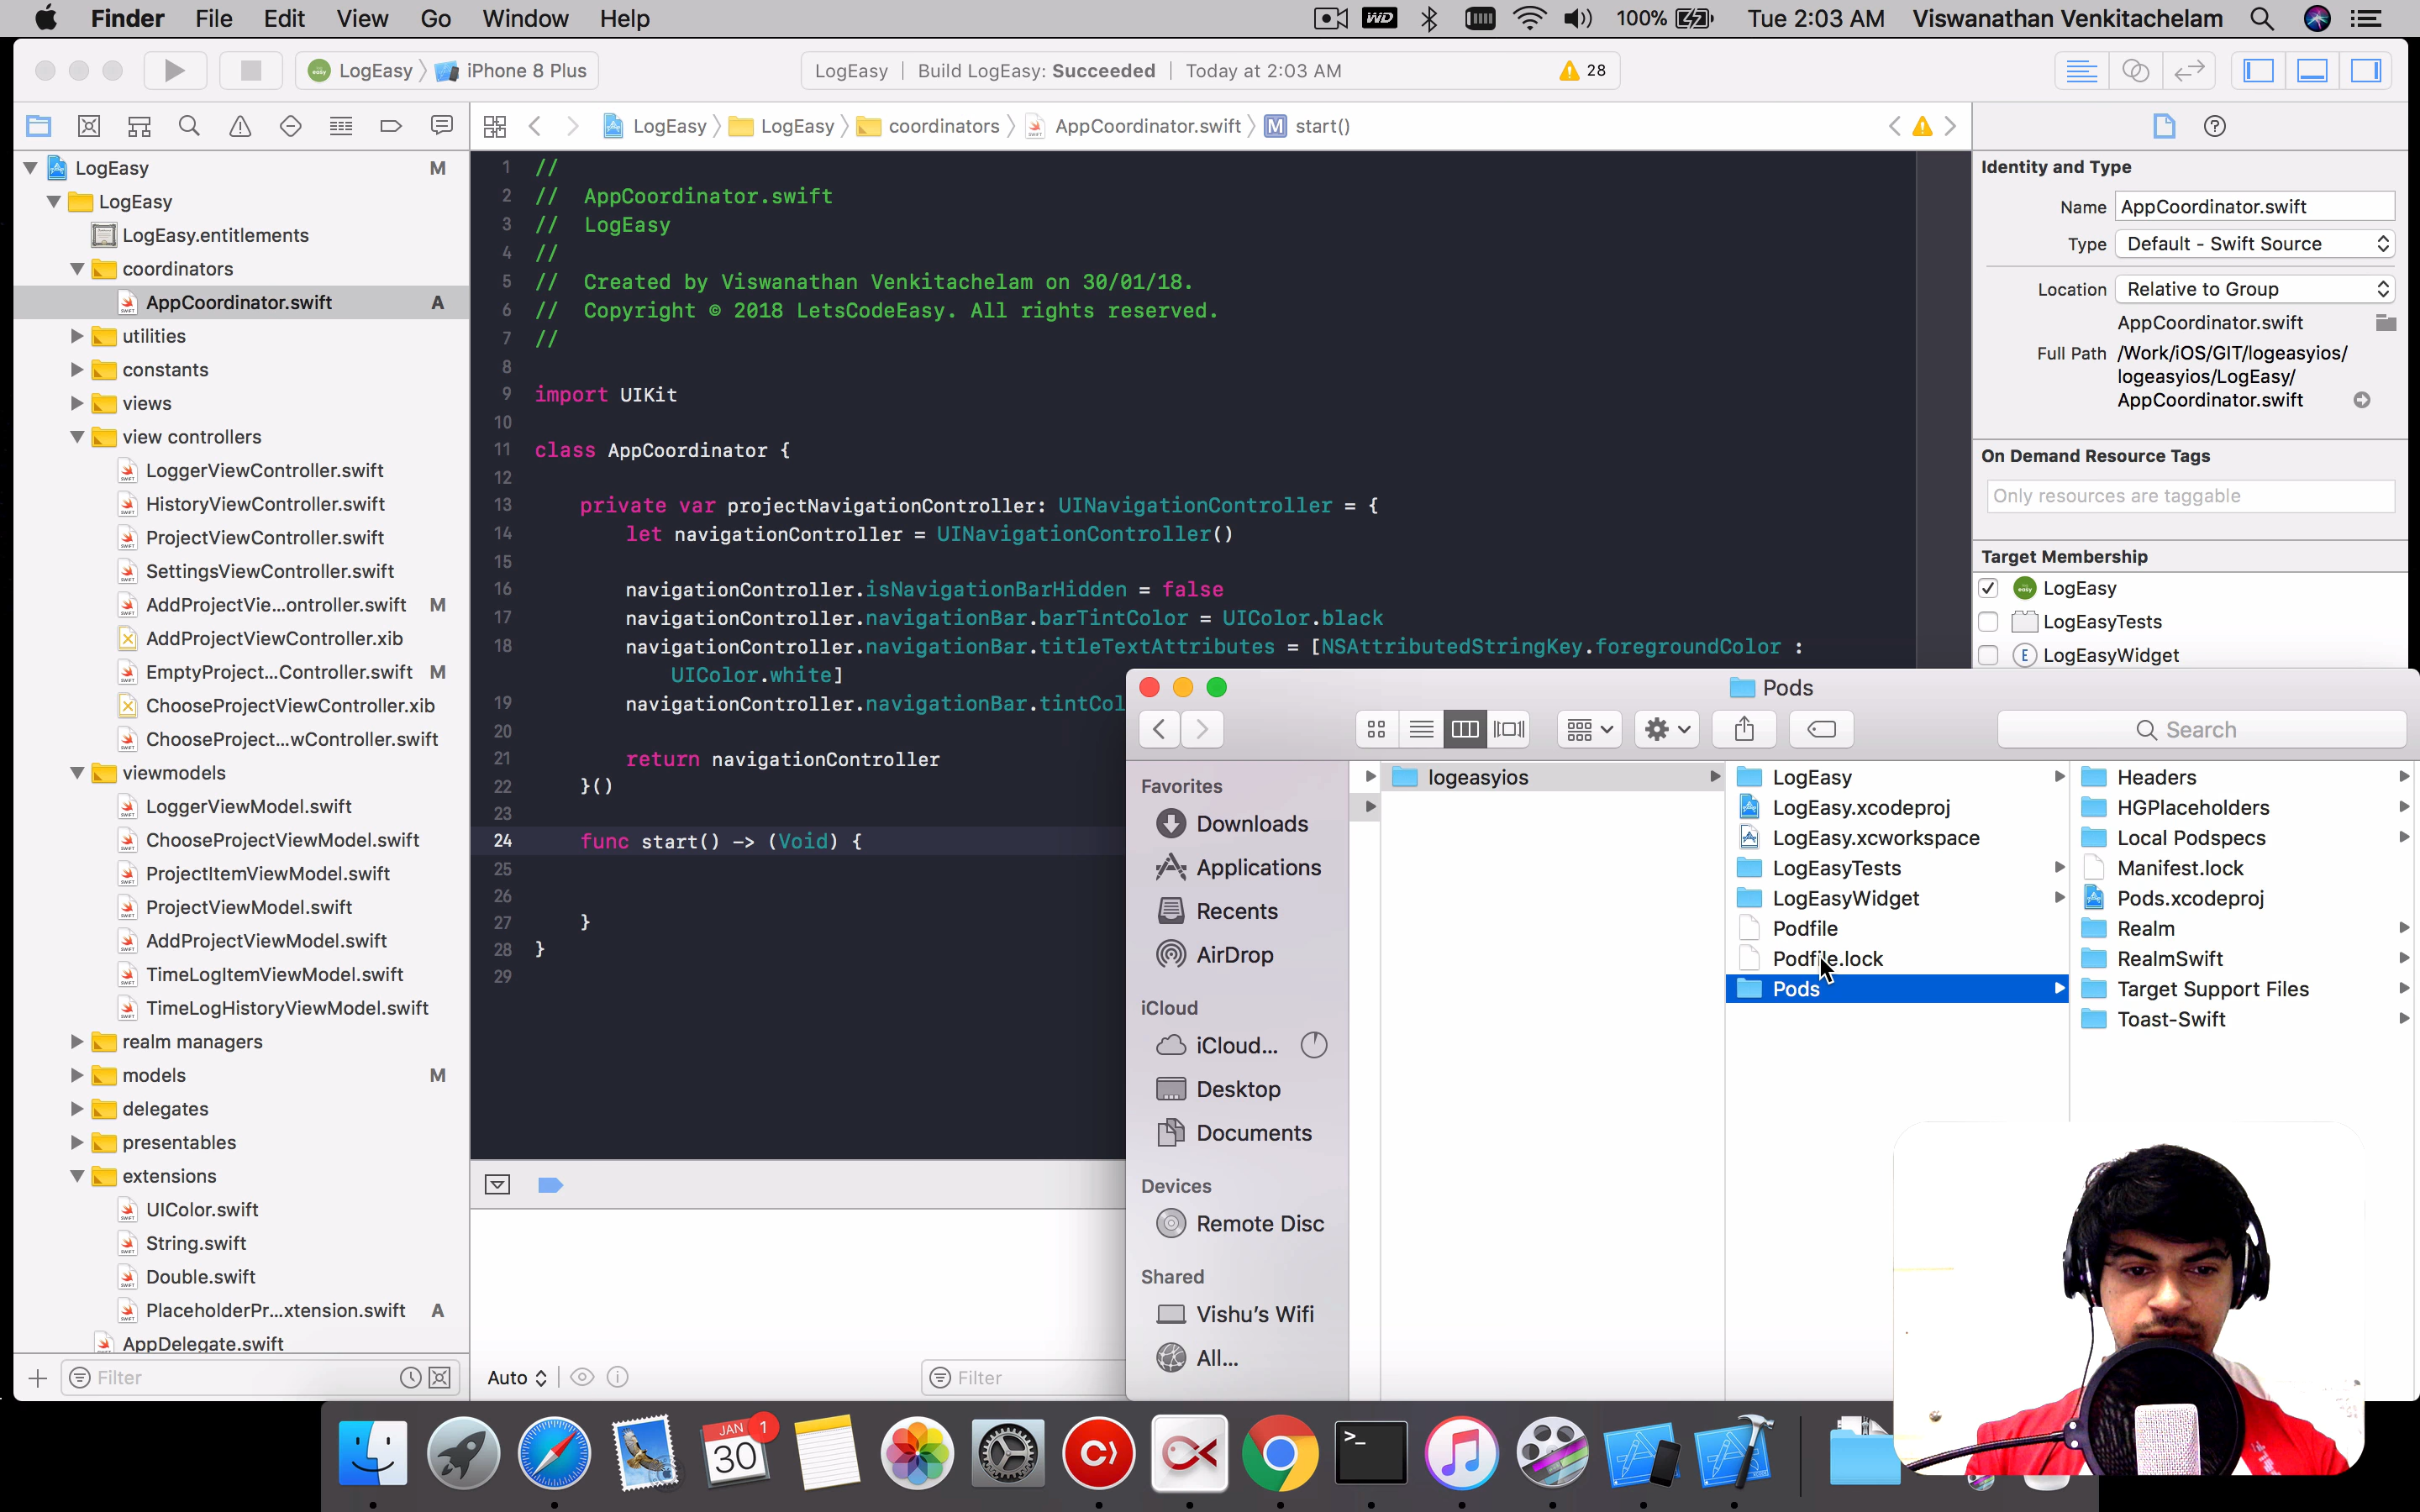 Finder File Edit View Go Window Help
WD 100% Tue 2:03 AM Viswanathan Venkitachelam
LogEasy iPhone 8 Plus
LogEasy Build LogEasy: Succeeded Today at 2:03 AM 28
LogEasy LogEasy coordinators AppCoordinator.swift M start()
LogEasy M
LogEasy
LogEasy.entitlements
coordinators
AppCoordinator.swift A
utilities
constants
views
view controllers
LoggerViewController.swift
HistoryViewController.swift
ProjectViewController.swift
SettingsViewController.swift
AddProjectVie...ontroller.swift M
AddProjectViewController.xib
EmptyProject...Controller.swift M
ChooseProjectViewController.xib
ChooseProject...wController.swift
viewmodels
LoggerViewModel.swift
ChooseProjectViewModel.swift
ProjectItemViewModel.swift
ProjectViewModel.swift
AddProjectViewModel.swift
TimeLogItemViewModel.swift
TimeLogHistoryViewModel.swift
realm managers
models M
delegates
presentables
extensions
UIColor.swift
String.swift
Double.swift
PlaceholderPr...xtension.swift A
AppDelegate.swift
Filter
1 //
2 // AppCoordinator.swift
3 // LogEasy
4 //
5 // Created by Viswanathan Venkitachelam on 30/01/18.
6 // Copyright © 2018 LetsCodeEasy. All rights reserved.
7 //
8
9 import UIKit
10
11 class AppCoordinator {
12
13 private var projectNavigationController: UINavigationController = {
14 let navigationController = UINavigationController()
15
16 navigationController.isNavigationBarHidden = false
17 navigationController.navigationBar.barTintColor = UIColor.black
18 navigationController.navigationBar.titleTextAttributes = [NSAttributedStringKey.foregroundColor :
UIColor.white]
19 navigationController.navigationBar.tintCol
20
21 return navigationController
22 }()
23
24 func start() -> (Void) {
25
26
27 }
28 }
29
Auto
Filter
Identity and Type
Name AppCoordinator.swift
Type Default - Swift Source
Location Relative to Group
AppCoordinator.swift
Full Path /Work/iOS/GIT/logeasyios/
logeasyios/LogEasy/
AppCoordinator.swift
On Demand Resource Tags
Only resources are taggable
Target Membership
LogEasy
LogEasyTests
E LogEasyWidget
Pods
Search
Favorites
Downloads
Applications
Recents
AirDrop
iCloud
iCloud...
Desktop
Documents
Devices
Remote Disc
Shared
Vishu's Wifi
All...
logeasyios
LogEasy
LogEasy.xcodeproj
LogEasy.xcworkspace
LogEasyTests
LogEasyWidget
Podfile
Podfile.lock
Pods
Headers
HGPlaceholders
Local Podspecs
Manifest.lock
Pods.xcodeproj
Realm
RealmSwift
Target Support Files
Toast-Swift
JAN
30
1
>_